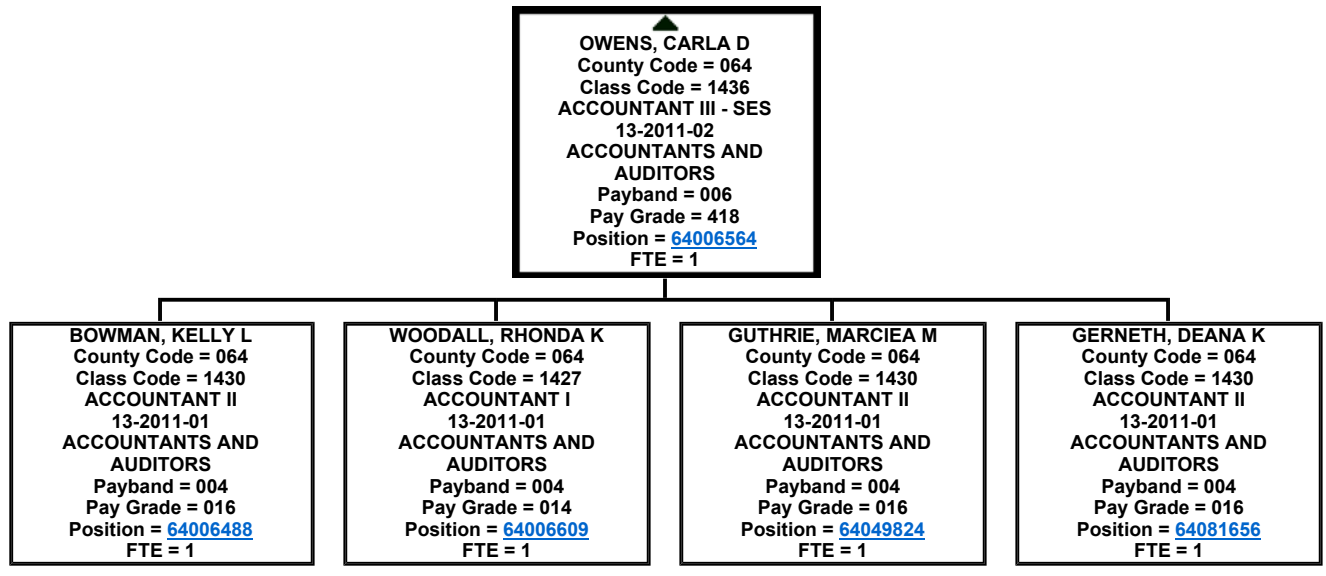 OWENS, CARLA D
County Code = 064
Class Code = 1436
ACCOUNTANT III - SES
13-2011-02
ACCOUNTANTS AND
AUDITORS
Payband = 006
Pay Grade = 418
Position = 64006564
FTE = 1
BOWMAN, KELLY L
County Code = 064
Class Code = 1430
ACCOUNTANT II
13-2011-01
ACCOUNTANTS AND
AUDITORS
Payband = 004
Pay Grade = 016
Position = 64006488
FTE = 1
WOODALL, RHONDA K
County Code = 064
Class Code = 1427
ACCOUNTANT I
13-2011-01
ACCOUNTANTS AND
AUDITORS
Payband = 004
Pay Grade = 014
Position = 64006609
FTE = 1
GUTHRIE, MARCIEA M
County Code = 064
Class Code = 1430
ACCOUNTANT II
13-2011-01
ACCOUNTANTS AND
AUDITORS
Payband = 004
Pay Grade = 016
Position = 64049824
FTE = 1
GERNETH, DEANA K
County Code = 064
Class Code = 1430
ACCOUNTANT II
13-2011-01
ACCOUNTANTS AND
AUDITORS
Payband = 004
Pay Grade = 016
Position = 64081656
FTE = 1